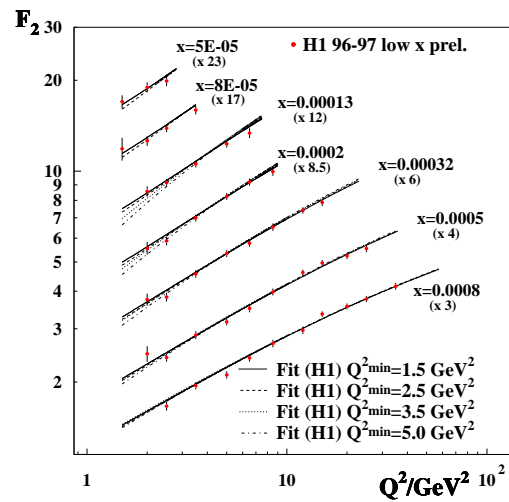 F₂
30
20
10
9
8
7
6
5
4
3
2
x=5E-05
(x 23)
H1 96-97 low x prel.
x=8E-05
(x 17)
x=0.00013
(x 12)
x=0.0002
(x 8.5)
x=0.00032
(x 6)
x=0.0005
(x 4)
x=0.0008
(x 3)
Fit (H1) Q²ᵐⁱⁿ=1.5 GeV²
Fit (H1) Q²ᵐⁱⁿ=2.5 GeV²
Fit (H1) Q²ᵐⁱⁿ=3.5 GeV²
Fit (H1) Q²ᵐⁱⁿ=5.0 GeV²
1 10 10²
Q²/GeV²